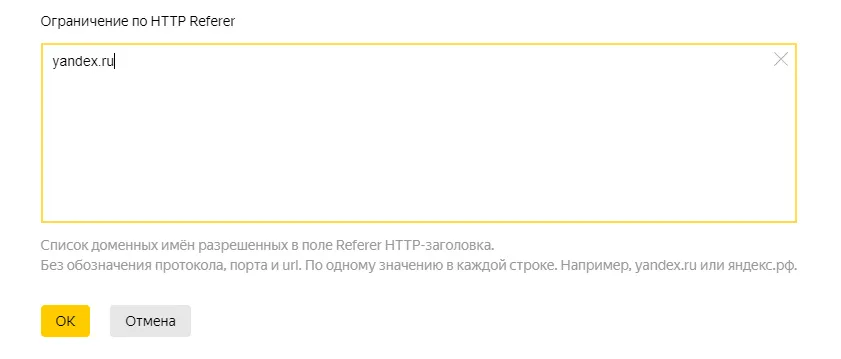 Ограничение по HTTP Referer
yandex.ru
Список доменных имён разрешенных в поле Referer HTTP-заголовка.
Без обозначения протокола, порта и url. По одному значению в каждой строке. Например, yandex.ru или яндекс.рф.
ОК Отмена